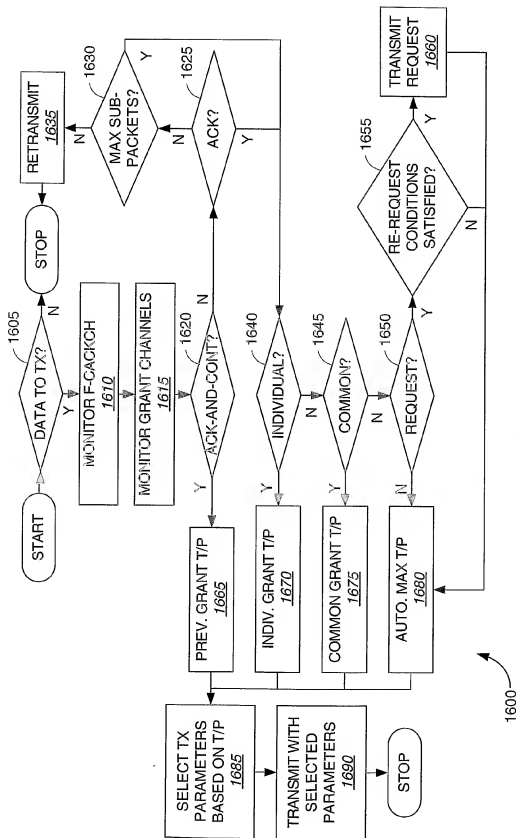 START
1605
DATA TO TX?
N
Y
STOP
RETRANSMIT
1635
N
MAX SUB-
PACKETS?
1630
Y
MONITOR F-CACKCH
1610
MONITOR GRANT CHANNELS
1615
1620
ACK-AND-CONT?
Y
N
N
ACK?
1625
Y
1640
INDIVIDUAL?
Y
N
1645
COMMON?
Y
N
1650
REQUEST?
N
Y
1655
RE-REQUEST
CONDITIONS
SATISFIED?
N
Y
TRANSMIT
REQUEST
1660
PREV. GRANT T/P
1665
INDIV. GRANT T/P
1670
COMMON GRANT T/P
1675
AUTO. MAX T/P
1680
SELECT TX
PARAMETERS
BASED ON T/P
1685
TRANSMIT WITH
SELECTED
PARAMETERS
1690
STOP
1600